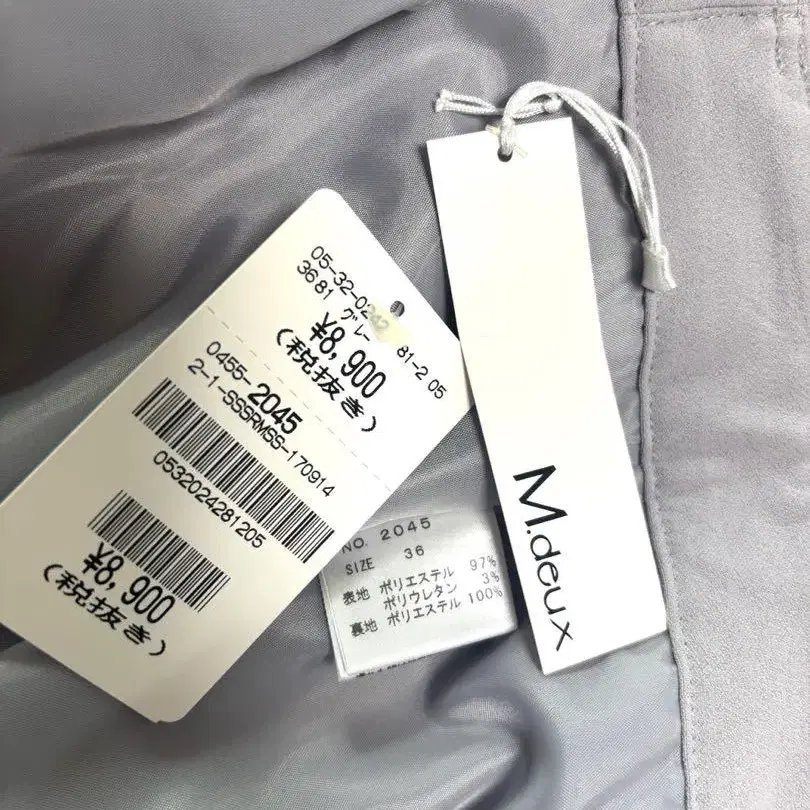 05-32-0242 81-2 05
3681 グレー
¥8,900
(税抜き)
0455-2045
2-1-SSSRMSS-170914
0532024281205
¥8,900
(税抜き)
M.deux
NO. 2045
SIZE 36
表地 ポリエステル 97%
ポリウレタン 3%
裏地 ポリエステル 100%